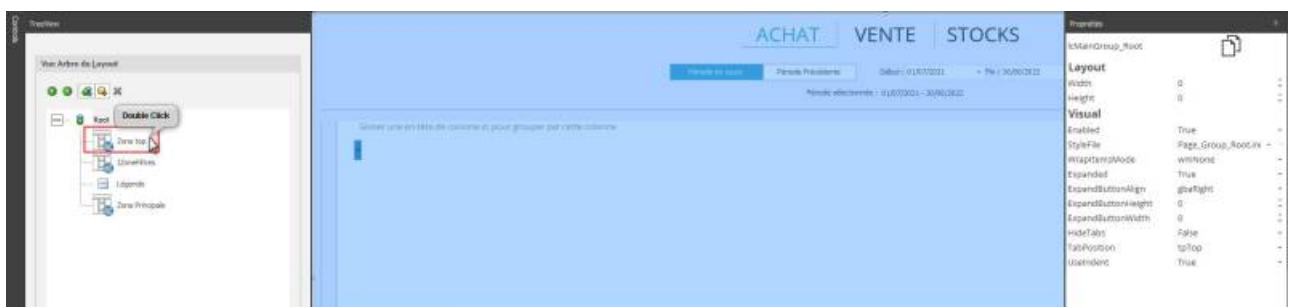 Controls
TreeView
Vue Arbre de Layout
Root
Double Click
Zone top
ZoneFiltres
Légende
Zone Principale
ACHAT
VENTE
STOCKS
Période en cours
Période Précédente
Début : 01/07/2021
Fin : 30/06/2022
Période sélectionnée : 01/07/2021 - 30/06/2022
Glisser une en-tête de colonne ici pour grouper par cette colonne
Propriétés
lcMainGroup_Root
Layout
Width 0
Height 0
Visual
Enabled True
StyleFile Page_Group_Root.ini
WrapItemsMode wmNone
Expanded True
ExpandButtonAlign gbaRight
ExpandButtonHeight 0
ExpandButtonWidth 0
HideTabs False
TabPosition tpTop
UseIndent True